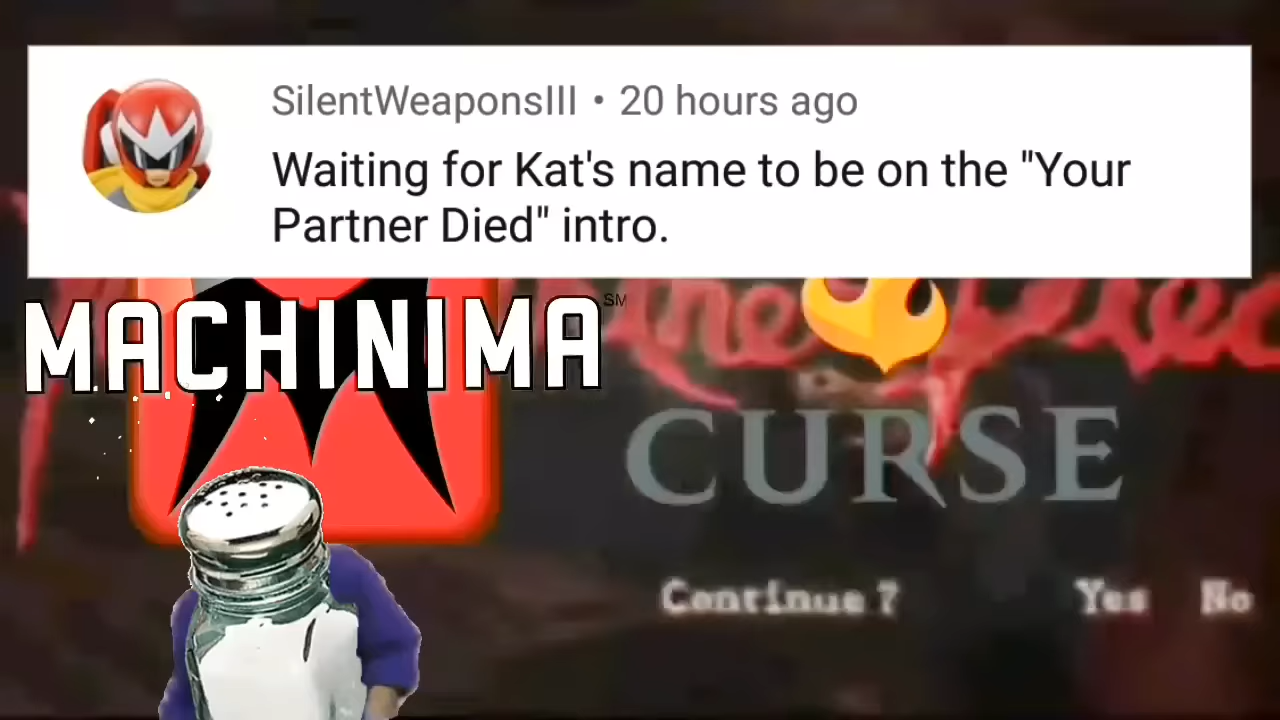 SilentWeaponsIII • 20 hours ago
Waiting for Kat's name to be on the "Your
Partner Died" intro.
MACHINIMA SM
CURSE
Continue ? Yes No